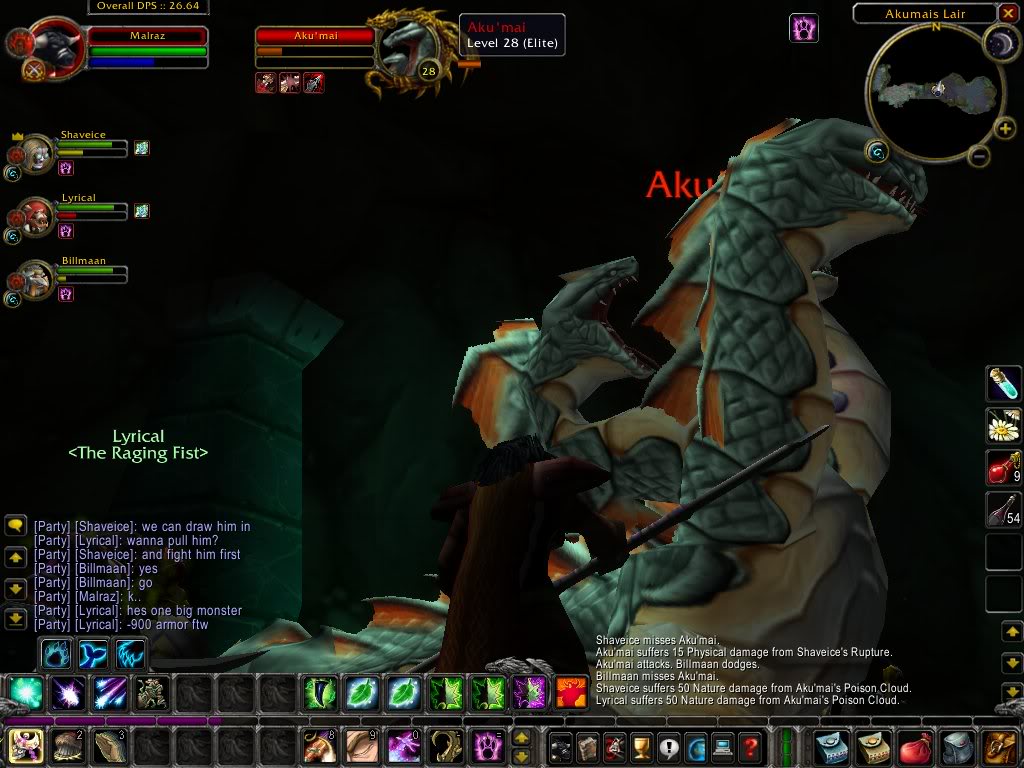 Overall DPS :: 26.64
Malraz
Aku'mai
28
Aku'mai
Level 28 (Elite)
Akumais Lair
N
Shaveice
Lyrical
Billmaan
Aku'
Lyrical
<The Raging Fist>
9
54
[Party] [Shaveice]: we can draw him in
[Party] [Lyrical]: wanna pull him?
[Party] [Shaveice]: and fight him first
[Party] [Billmaan]: yes
[Party] [Billmaan]: go
[Party] [Malraz]: k..
[Party] [Lyrical]: hes one big monster
[Party] [Lyrical]: -900 armor ftw
Shaveice misses Aku'mai.
Aku'mai suffers 15 Physical damage from Shaveice's Rupture.
Aku'mai attacks. Billmaan dodges.
Billmaan misses Aku'mai.
Shaveice suffers 50 Nature damage from Aku'mai's Poison Cloud.
Lyrical suffers 50 Nature damage from Aku'mai's Poison Cloud.
2 3 8 9 0 - =